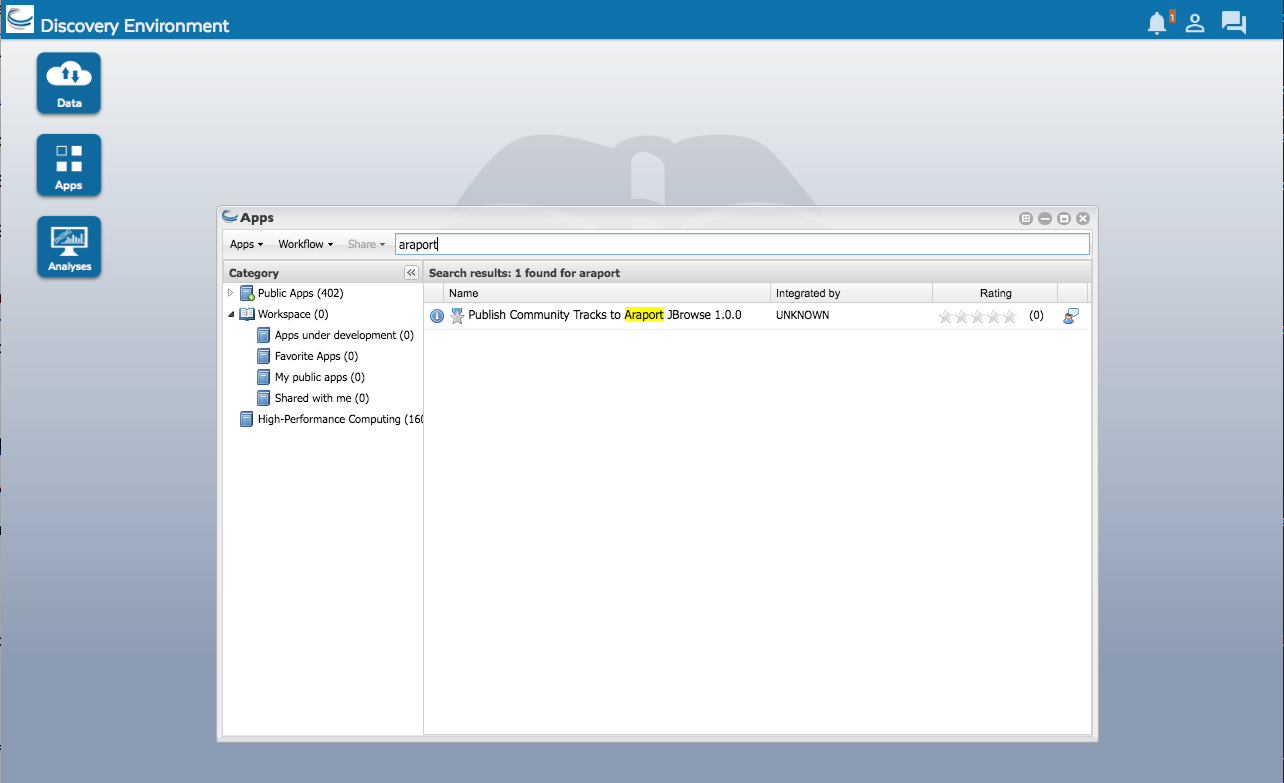 Discovery Environment
1
Data
Apps
Analyses
Apps
Apps Workflow Share araport
Category
Search results: 1 found for araport
Public Apps (402)
Workspace (0)
Apps under development (0)
Favorite Apps (0)
My public apps (0)
Shared with me (0)
High-Performance Computing (160
Name Integrated by Rating
Publish Community Tracks to Araport JBrowse 1.0.0 UNKNOWN (0)